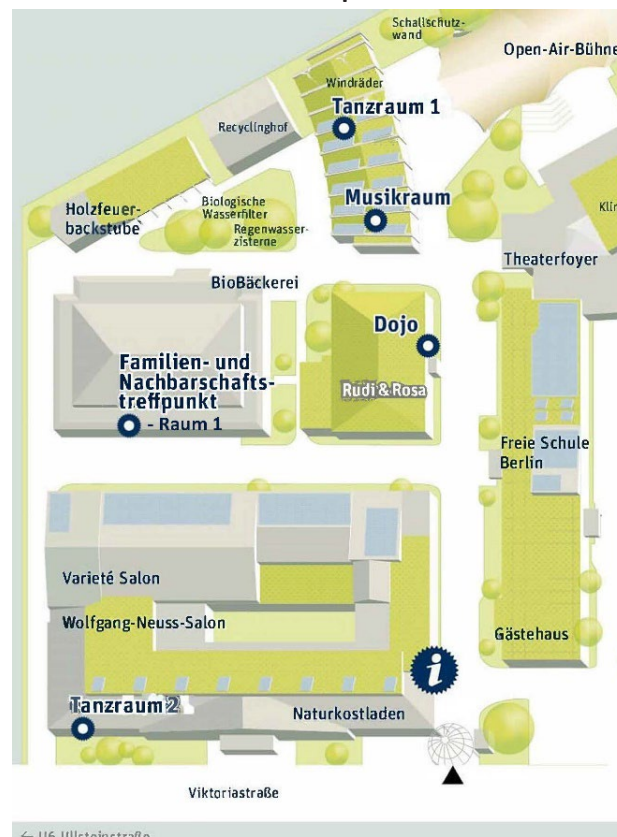 Schallschutz-
wand
Open-Air-Bühne
Windräder
Tanzraum 1
Recyclinghof
Musikraum
Biologische
Wasserfilter
Regenwasser-
zisterne
Holzfeuer-
backstube
Theaterfoyer
BioBäckerei
Dojo
Familien- und
Nachbarschafts-
treffpunkt
- Raum 1
Rudi & Rosa
Freie Schule
Berlin
Varieté Salon
Wolfgang-Neuss-Salon
Gästehaus
i
Tanzraum 2
Naturkostladen
Viktoriastraße
← U6 Ullsteinstraße